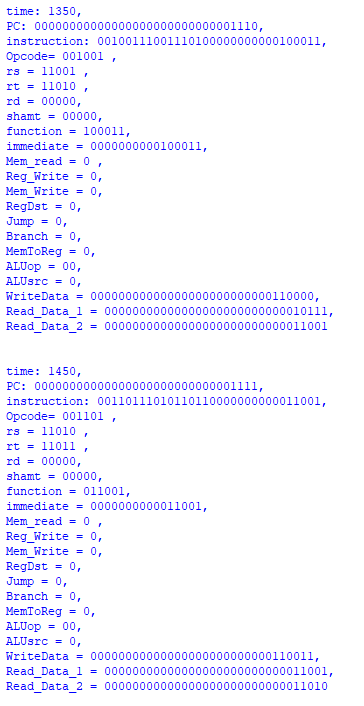 time: 1350,
PC: 00000000000000000000000000001110,
instruction: 00100111001110100000000000100011,
Opcode= 001001 ,
rs = 11001 ,
rt = 11010 ,
rd = 00000,
shamt = 00000,
function = 100011,
immediate = 0000000000100011,
Mem_read = 0 ,
Reg_Write = 0,
Mem_Write = 0,
RegDst = 0,
Jump = 0,
Branch = 0,
MemToReg = 0,
ALUop = 00,
ALUsrc = 0,
WriteData = 00000000000000000000000000110000,
Read_Data_1 = 00000000000000000000000000010111,
Read_Data_2 = 00000000000000000000000000011001
time: 1450,
PC: 00000000000000000000000000001111,
instruction: 00110111010110110000000000011001,
Opcode= 001101 ,
rs = 11010 ,
rt = 11011 ,
rd = 00000,
shamt = 00000,
function = 011001,
immediate = 0000000000011001,
Mem_read = 0 ,
Reg_Write = 0,
Mem_Write = 0,
RegDst = 0,
Jump = 0,
Branch = 0,
MemToReg = 0,
ALUop = 00,
ALUsrc = 0,
WriteData = 00000000000000000000000000110011,
Read_Data_1 = 00000000000000000000000000011001,
Read_Data_2 = 00000000000000000000000000011010